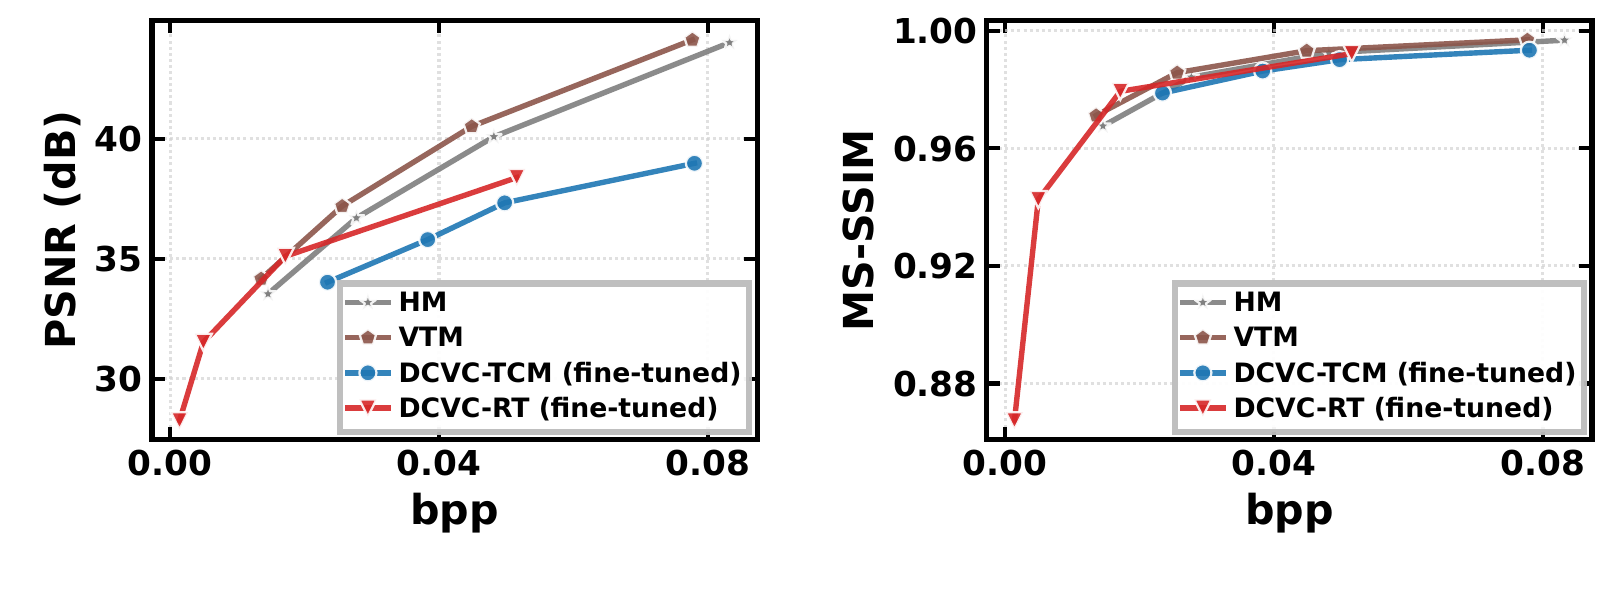 PSNR (dB)
40
35
30
0.00 0.04 0.08
bpp
HM
VTM
DCVC-TCM (fine-tuned)
DCVC-RT (fine-tuned)
MS-SSIM
1.00
0.96
0.92
0.88
0.00 0.04 0.08
bpp
HM
VTM
DCVC-TCM (fine-tuned)
DCVC-RT (fine-tuned)